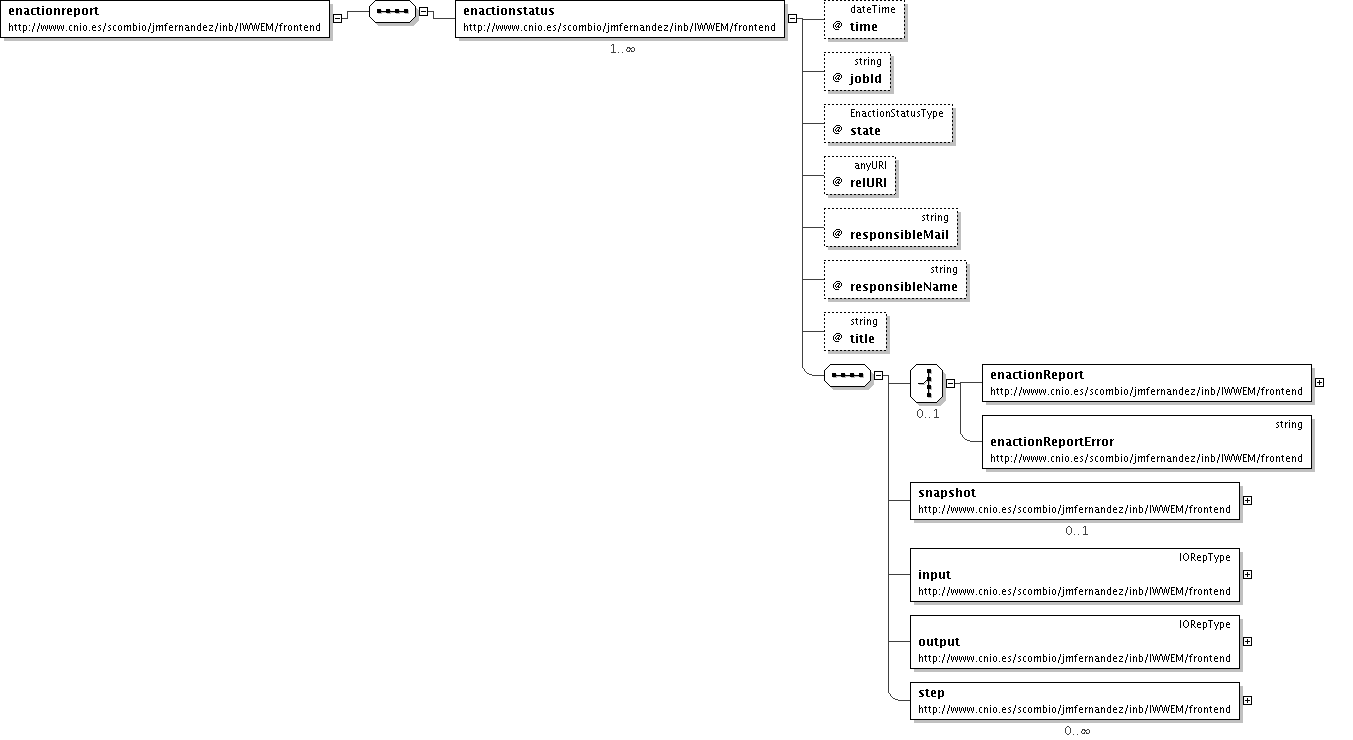 enactionreport
http://www.cnio.es/scombio/jmfernandez/inb/IWWEM/frontend
enactionstatus
http://www.cnio.es/scombio/jmfernandez/inb/IWWEM/frontend
1..∞
dateTime
@ time
string
@ jobId
EnactionStatusType
@ state
anyURI
@ relURI
string
@ responsibleMail
string
@ responsibleName
string
@ title
0..1
enactionReport
http://www.cnio.es/scombio/jmfernandez/inb/IWWEM/frontend
string
enactionReportError
http://www.cnio.es/scombio/jmfernandez/inb/IWWEM/frontend
snapshot
http://www.cnio.es/scombio/jmfernandez/inb/IWWEM/frontend
0..1
IORepType
input
http://www.cnio.es/scombio/jmfernandez/inb/IWWEM/frontend
IORepType
output
http://www.cnio.es/scombio/jmfernandez/inb/IWWEM/frontend
step
http://www.cnio.es/scombio/jmfernandez/inb/IWWEM/frontend
0..∞